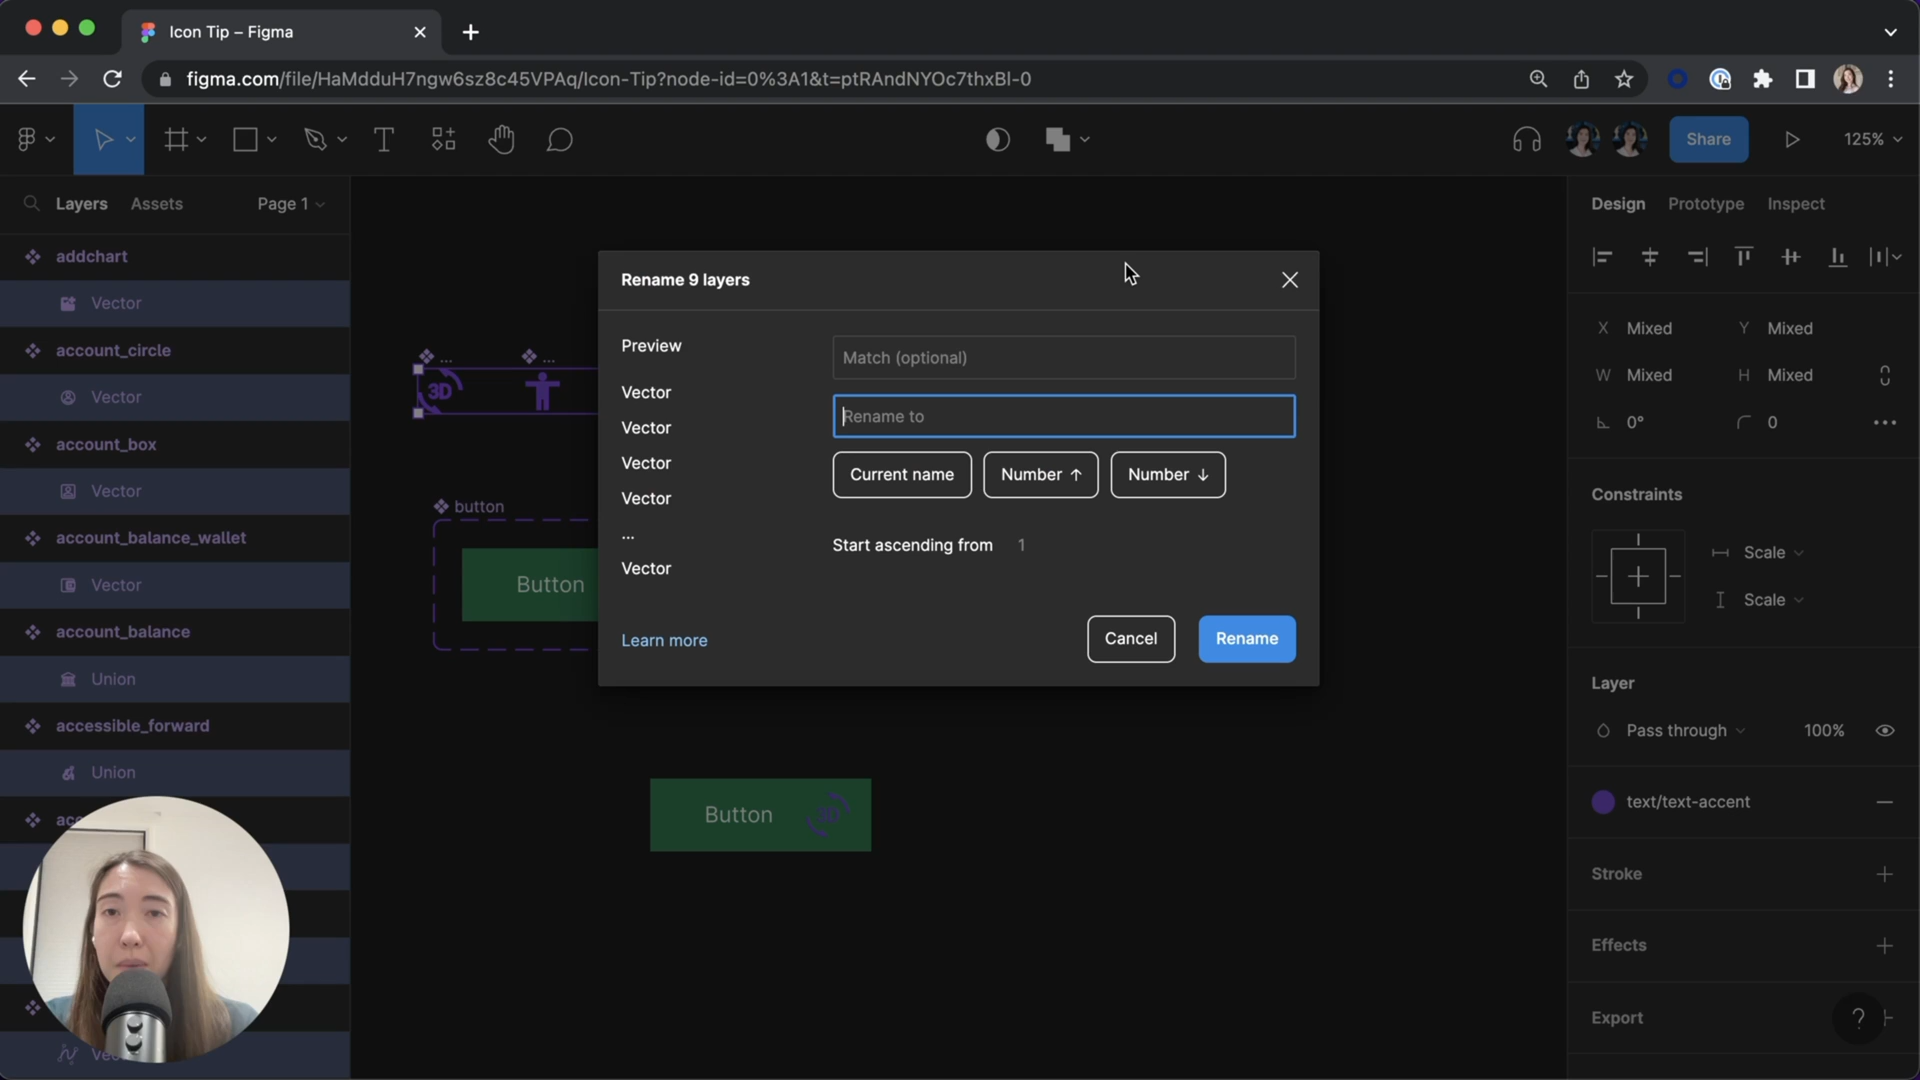 Icon Tip – Figma
figma.com/file/HaMdduH7ngw6sz8c45VPAq/Icon-Tip?node-id=0%3A1&t=ptRAndNYOc7thxBl-0
Share
125%
Layers
Assets
Page 1
addchart
Vector
account_circle
Vector
account_box
Vector
account_balance_wallet
Vector
account_balance
Union
accessible_forward
Union
...
...
3D
button
Button
Button
3D
Rename 9 layers
Preview
Vector
Vector
Vector
Vector
...
Vector
Match (optional)
Rename to
Current name
Number ↑
Number ↓
Start ascending from 1
Learn more
Cancel
Rename
Design
Prototype
Inspect
X Mixed
Y Mixed
W Mixed
H Mixed
0°
0
Constraints
Scale
Scale
Layer
Pass through
100%
text/text-accent
Stroke
Effects
Export
?